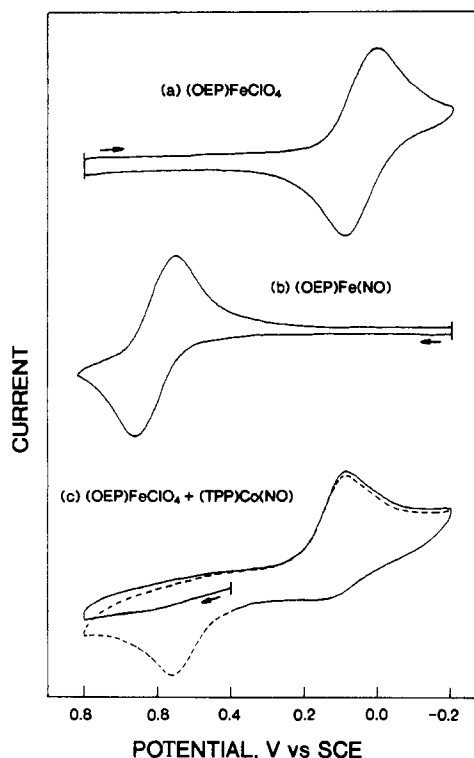 (a) (OEP)FeClO₄
(b) (OEP)Fe(NO)
(c) (OEP)FeClO₄ + (TPP)Co(NO)
CURRENT
0.8 0.6 0.4 0.2 0.0 -0.2
POTENTIAL, V vs SCE